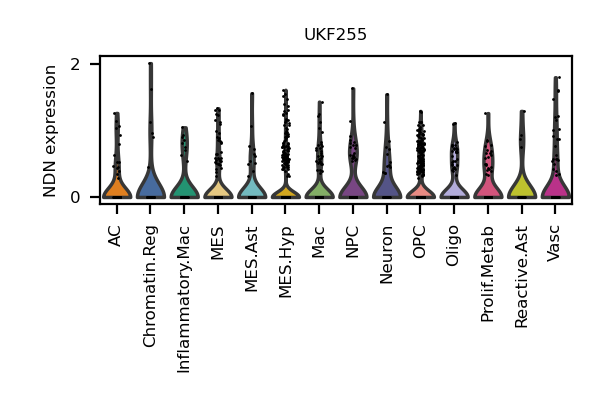 UKF255
NDN expression
2
0
AC
Chromatin.Reg
Inflammatory.Mac
MES
MES.Ast
MES.Hyp
Mac
NPC
Neuron
OPC
Oligo
Prolif.Metab
Reactive.Ast
Vasc